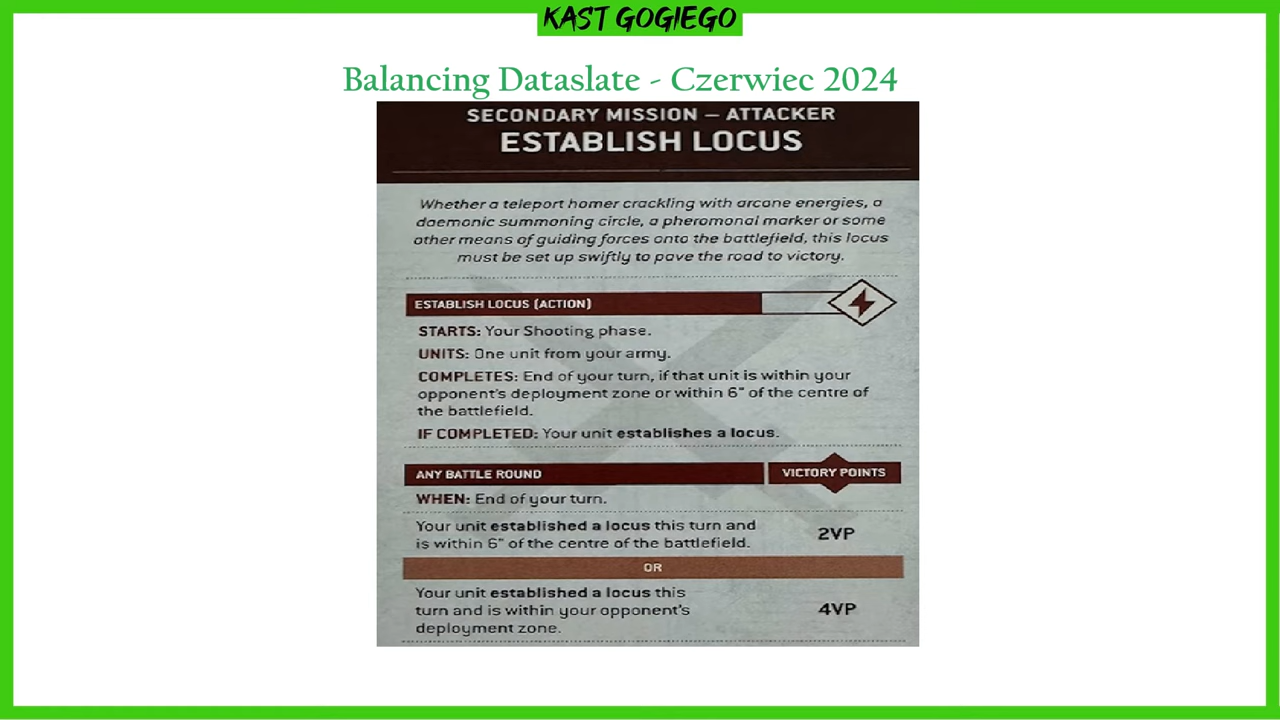 KAST GOGIEGO
Balancing Dataslate - Czerwiec 2024
SECONDARY MISSION – ATTACKER
ESTABLISH LOCUS
Whether a teleport homer crackling with arcane energies, a
daemonic summoning circle, a pheromonal marker or some
other means of guiding forces onto the battlefield, this locus
must be set up swiftly to pave the road to victory.
ESTABLISH LOCUS (ACTION)
STARTS: Your Shooting phase.
UNITS: One unit from your army.
COMPLETES: End of your turn, if that unit is within your
opponent's deployment zone or within 6" of the centre of
the battlefield.
IF COMPLETED: Your unit establishes a locus.
ANY BATTLE ROUND VICTORY POINTS
WHEN: End of your turn.
Your unit established a locus this turn and
is within 6" of the centre of the battlefield.
2VP
OR
Your unit established a locus this
turn and is within your opponent's
deployment zone.
4VP